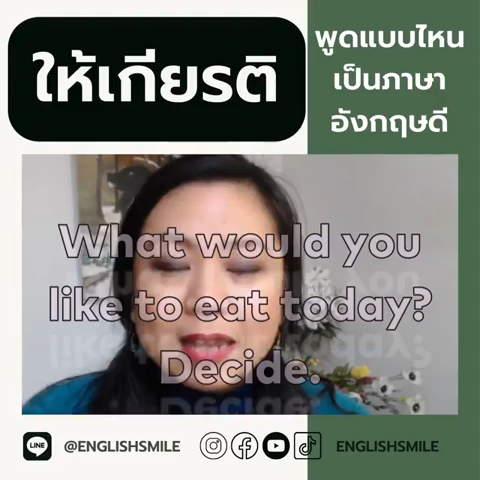 ให้เกียรติ
พูดแบบไหน
เป็นภาษา
อังกฤษดี
What would you
like to eat today?
Decide.
LINE @ENGLISHSMILE ENGLISHSMILE